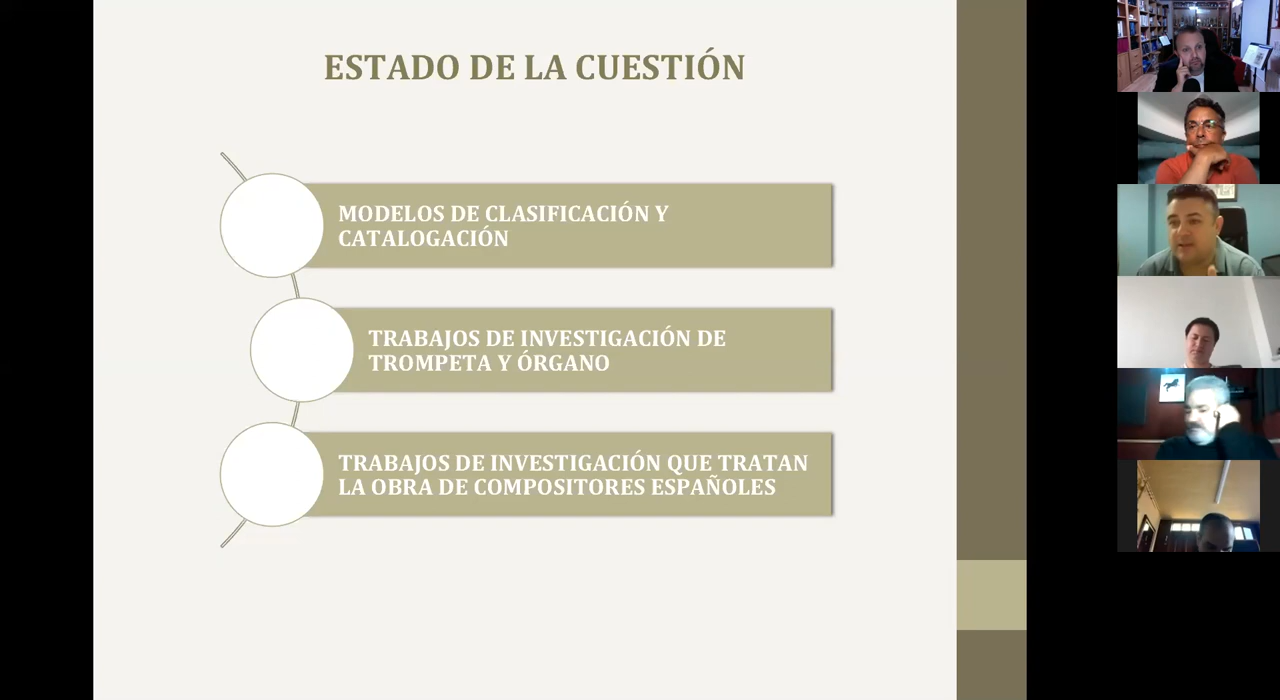 ESTADO DE LA CUESTIÓN
MODELOS DE CLASIFICACIÓN Y
CATALOGACIÓN
TRABAJOS DE INVESTIGACIÓN DE
TROMPETA Y ÓRGANO
TRABAJOS DE INVESTIGACIÓN QUE TRATAN
LA OBRA DE COMPOSITORES ESPAÑOLES